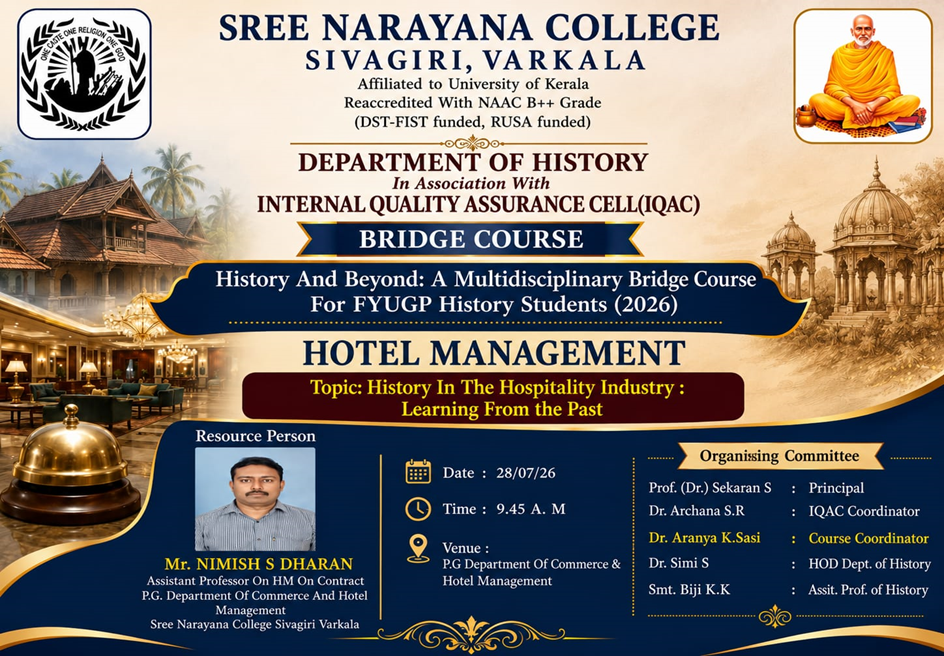 ONE CASTE ONE RELIGION ONE GOD
SREE NARAYANA COLLEGE
SIVAGIRI, VARKALA
Affiliated to University of Kerala
Reaccredited With NAAC B++ Grade
(DST-FIST funded, RUSA funded)
DEPARTMENT OF HISTORY
In Association With
INTERNAL QUALITY ASSURANCE CELL(IQAC)
BRIDGE COURSE
History And Beyond: A Multidisciplinary Bridge Course
For FYUGP History Students (2026)
HOTEL MANAGEMENT
Topic: History In The Hospitality Industry :
Learning From the Past
Resource Person
Mr. NIMISH S DHARAN
Assistant Professor On HM On Contract
P.G. Department Of Commerce And Hotel
Management
Sree Narayana College Sivagiri Varkala
Date : 28/07/26
Time : 9.45 A. M
Venue :
P.G Department Of Commerce &
Hotel Management
Organising Committee
Prof. (Dr.) Sekaran S : Principal
Dr. Archana S.R : IQAC Coordinator
Dr. Aranya K.Sasi : Course Coordinator
Dr. Simi S : HOD Dept. of History
Smt. Biji K.K : Assit. Prof. of History